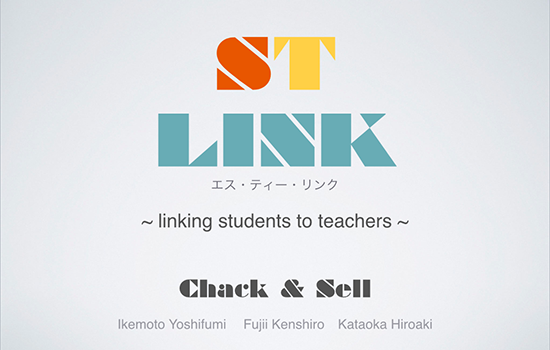 ST
LINK
エス・ティー・リンク
~ linking students to teachers ~
Chack & Sell
Ikemoto Yoshifumi Fujii Kenshiro Kataoka Hiroaki